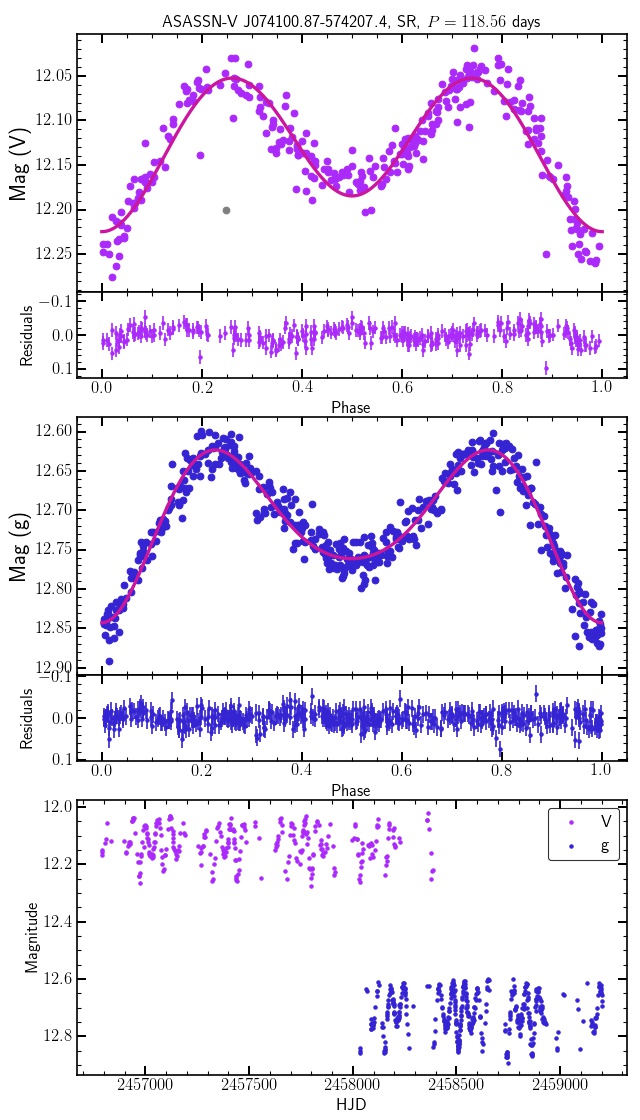 ASASSN-V J074100.87-574207.4, SR, P = 118.56 days
12.05
12.10
12.15
12.20
12.25
Mag (V)
−0.1
0.0
0.1
Residuals
0.0 0.2 0.4 0.6 0.8 1.0
Phase
12.60
12.65
12.70
12.75
12.80
12.85
12.90
Mag (g)
−0.1
0.0
0.1
Residuals
0.0 0.2 0.4 0.6 0.8 1.0
Phase
12.0
12.2
12.4
12.6
12.8
Magnitude
V
g
2457000 2457500 2458000 2458500 2459000
HJD